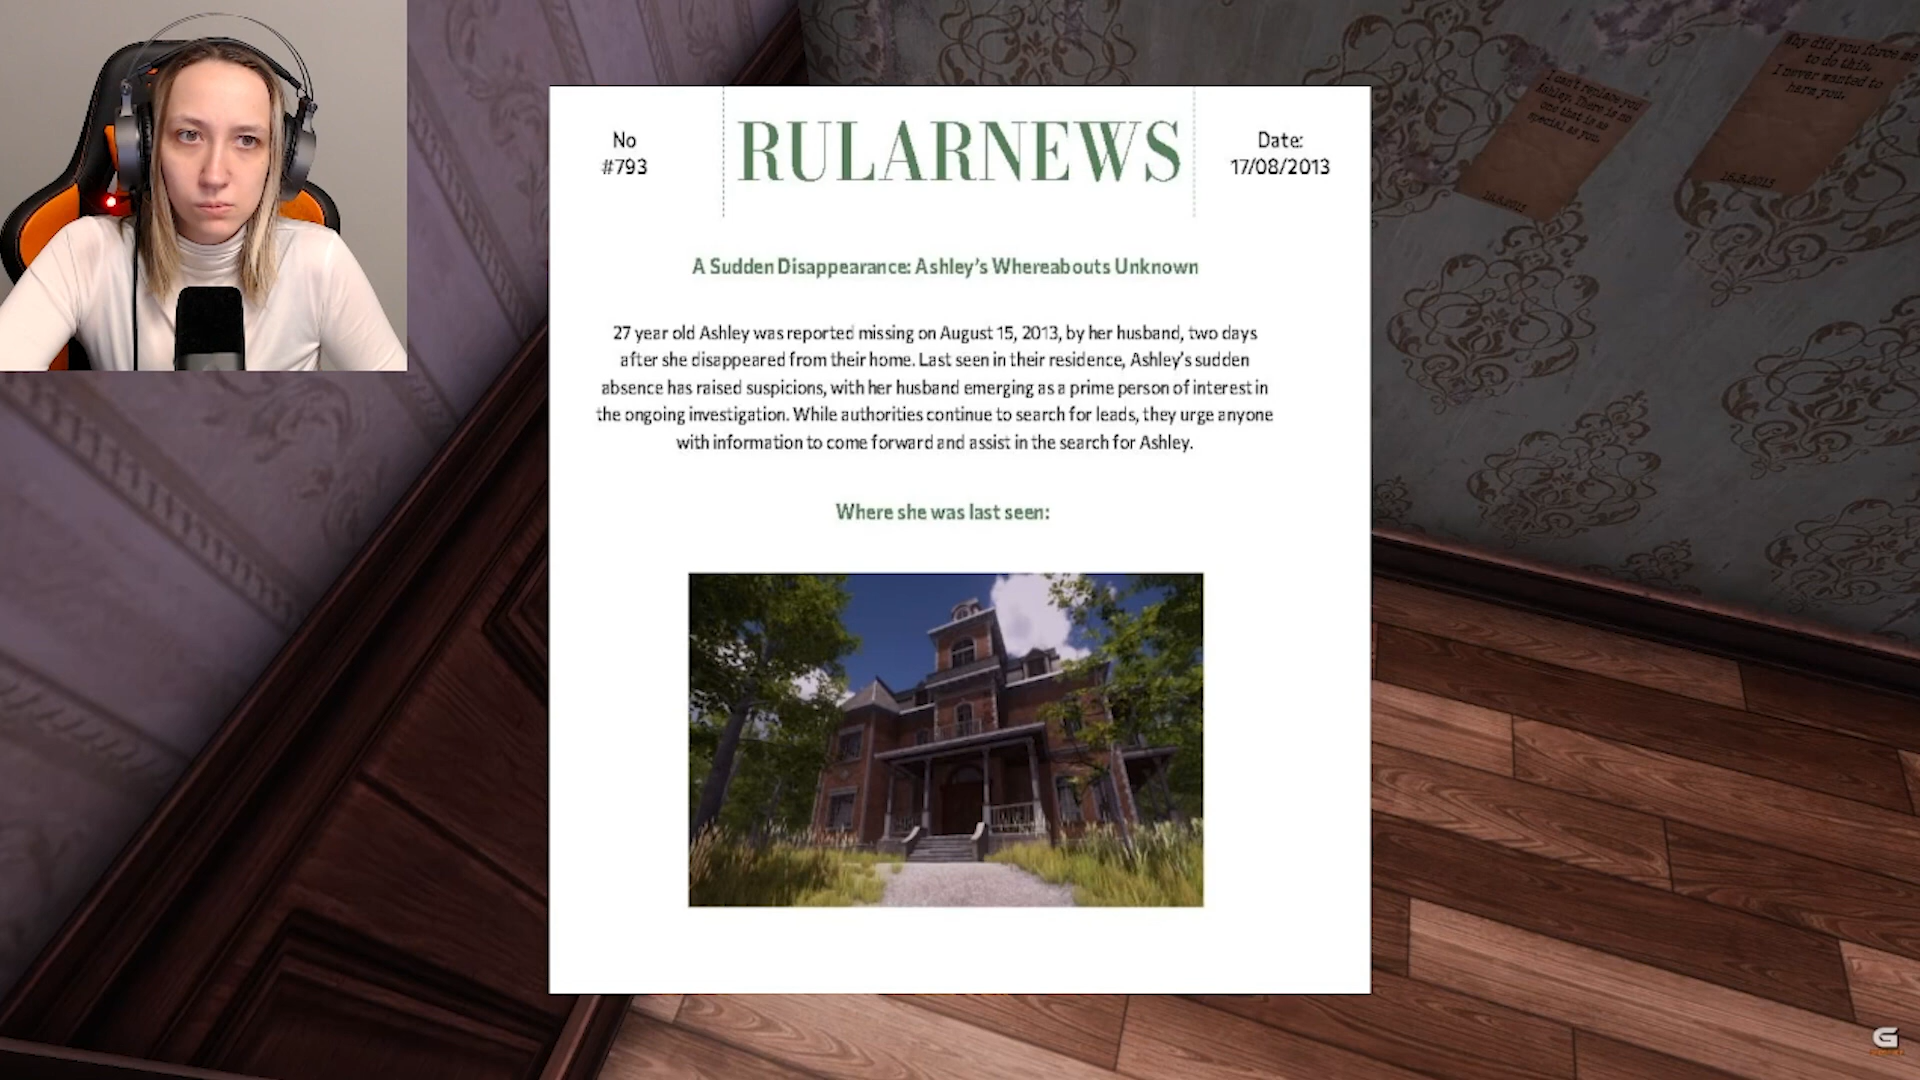 No
#793
RULARNEWS
Date:
17/08/2013
A Sudden Disappearance: Ashley's Whereabouts Unknown
27 year old Ashley was reported missing on August 15, 2013, by her husband, two days
after she disappeared from their home. Last seen in their residence, Ashley's sudden
absence has raised suspicions, with her husband emerging as a prime person of interest in
the ongoing investigation. While authorities continue to search for leads, they urge anyone
with information to come forward and assist in the search for Ashley.
Where she was last seen:
I can't replace you
Ashley. There is no
one that is as
special as you.
Why did you force me
to do this.
I never wanted to
harm you.
G